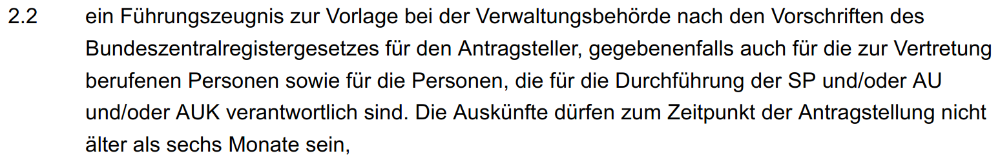 2.2 ein Führungszeugnis zur Vorlage bei der Verwaltungsbehörde nach den Vorschriften des
Bundeszentralregistergesetzes für den Antragsteller, gegebenenfalls auch für die zur Vertretung
berufenen Personen sowie für die Personen, die für die Durchführung der SP und/oder AU
und/oder AUK verantwortlich sind. Die Auskünfte dürfen zum Zeitpunkt der Antragstellung nicht
älter als sechs Monate sein,